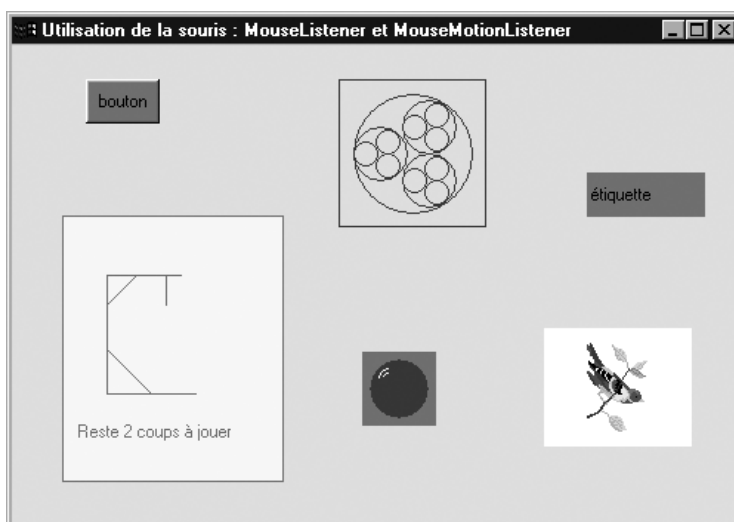 Utilisation de la souris : MouseListener et MouseMotionListener
bouton
étiquette
Reste 2 coups à jouer